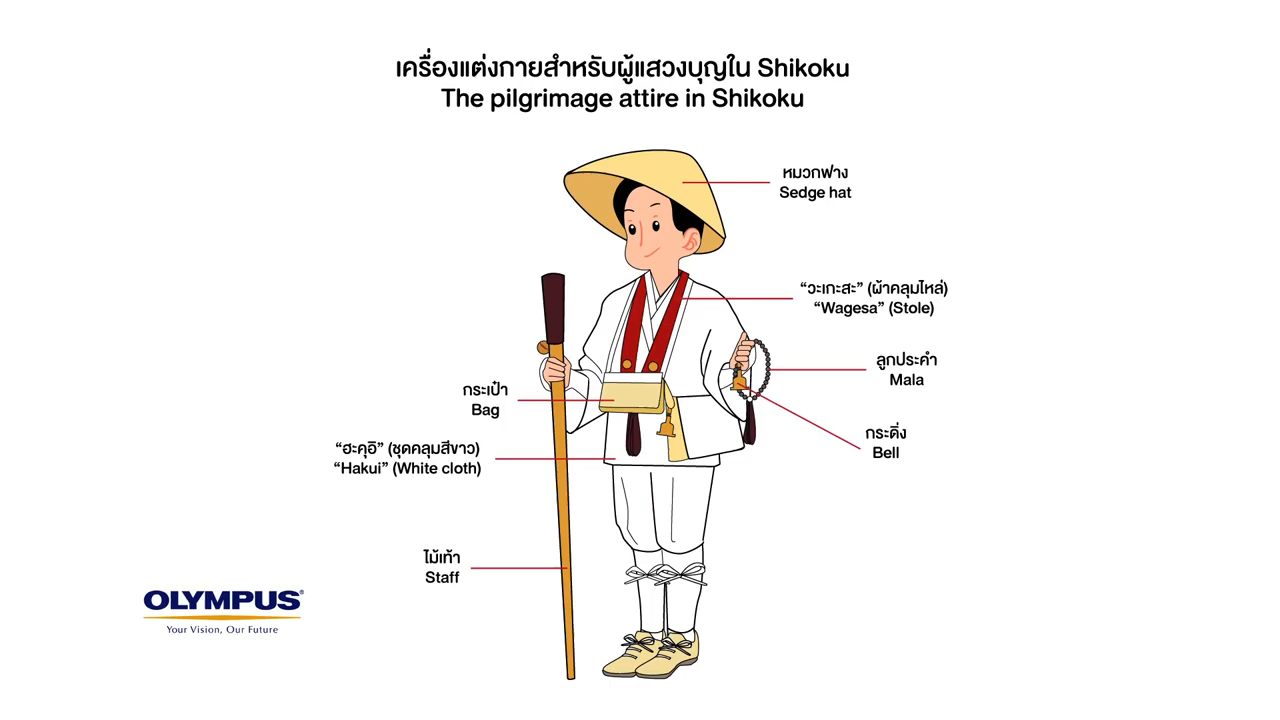 เครื่องแต่งกายสำหรับผู้แสวงบุญใน Shikoku
The pilgrimage attire in Shikoku
หมวกฟาง
Sedge hat
“วะเกะสะ” (ผ้าคลุมไหล่)
“Wagesa” (Stole)
ลูกประคำ
Mala
กระเป๋า
Bag
กระดิ่ง
Bell
“ฮะคุอิ” (ชุดคลุมสีขาว)
“Hakui” (White cloth)
ไม้เท้า
Staff
OLYMPUS®
Your Vision, Our Future